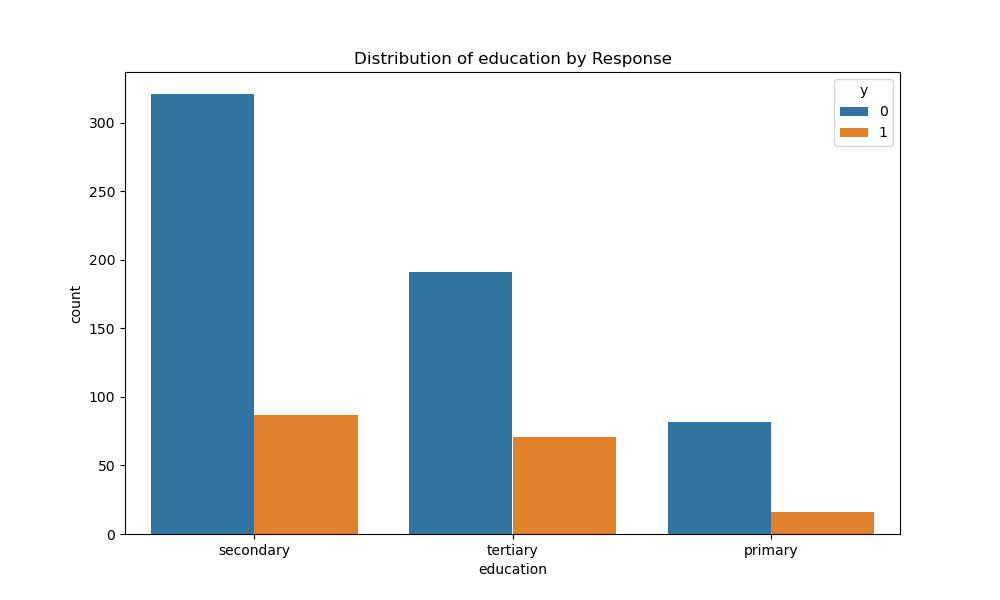 Distribution of education by Response
y
0
1
300
250
200
150
100
50
0
count
secondary tertiary primary
education